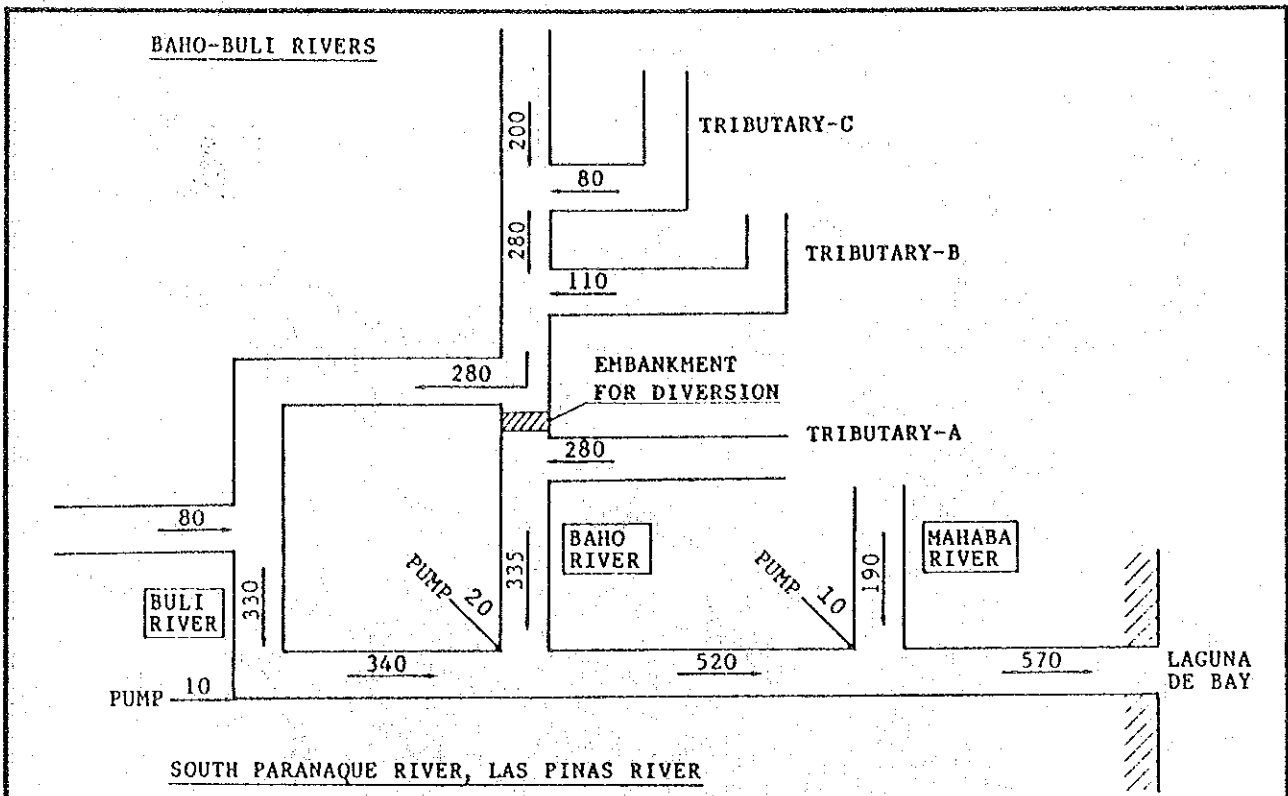 BAHO-BULI RIVERS
200
TRIBUTARY-C
80
280
TRIBUTARY-B
110
280
EMBANKMENT
FOR DIVERSION
TRIBUTARY-A
280
80
BULI
RIVER
330
PUMP 20
335
BAHO
RIVER
PUMP 10
190
MAHABA
RIVER
340
520
570
LAGUNA
DE BAY
PUMP 10
SOUTH PARANAQUE RIVER, LAS PINAS RIVER